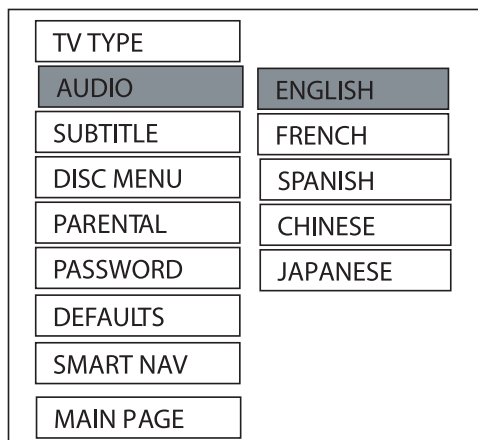 TV TYPE
AUDIO
SUBTITLE
DISC MENU
PARENTAL
PASSWORD
DEFAULTS
SMART NAV
MAIN PAGE
ENGLISH
FRENCH
SPANISH
CHINESE
JAPANESE